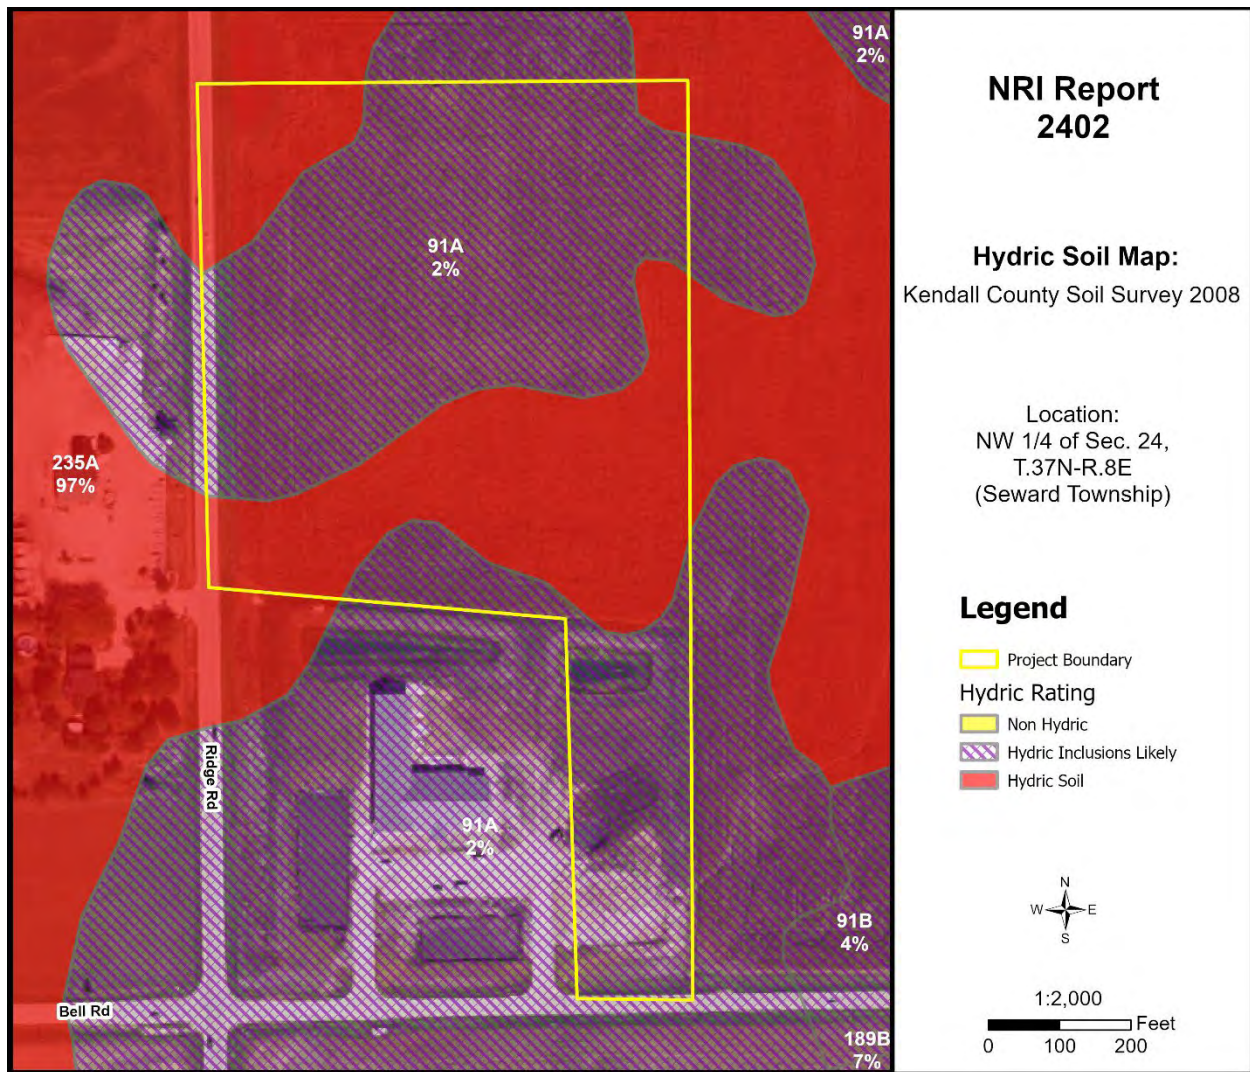 91A
2%
91A
2%
235A
97%
Ridge Rd
91A
2%
91B
4%
Bell Rd
189B
7%
NRI Report
2402
Hydric Soil Map:
Kendall County Soil Survey 2008
Location:
NW 1/4 of Sec. 24,
T.37N-R.8E
(Seward Township)
Legend
Project Boundary
Hydric Rating
Non Hydric
Hydric Inclusions Likely
Hydric Soil
N
W E
S
1:2,000
Feet
0 100 200